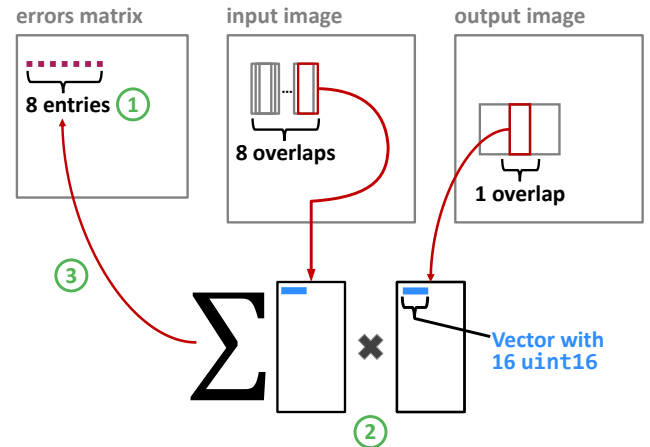 errors matrix
input image
output image
...
8 entries
1
8 overlaps
1 overlap
3
Σ
×
Vector with
16 uint16
2